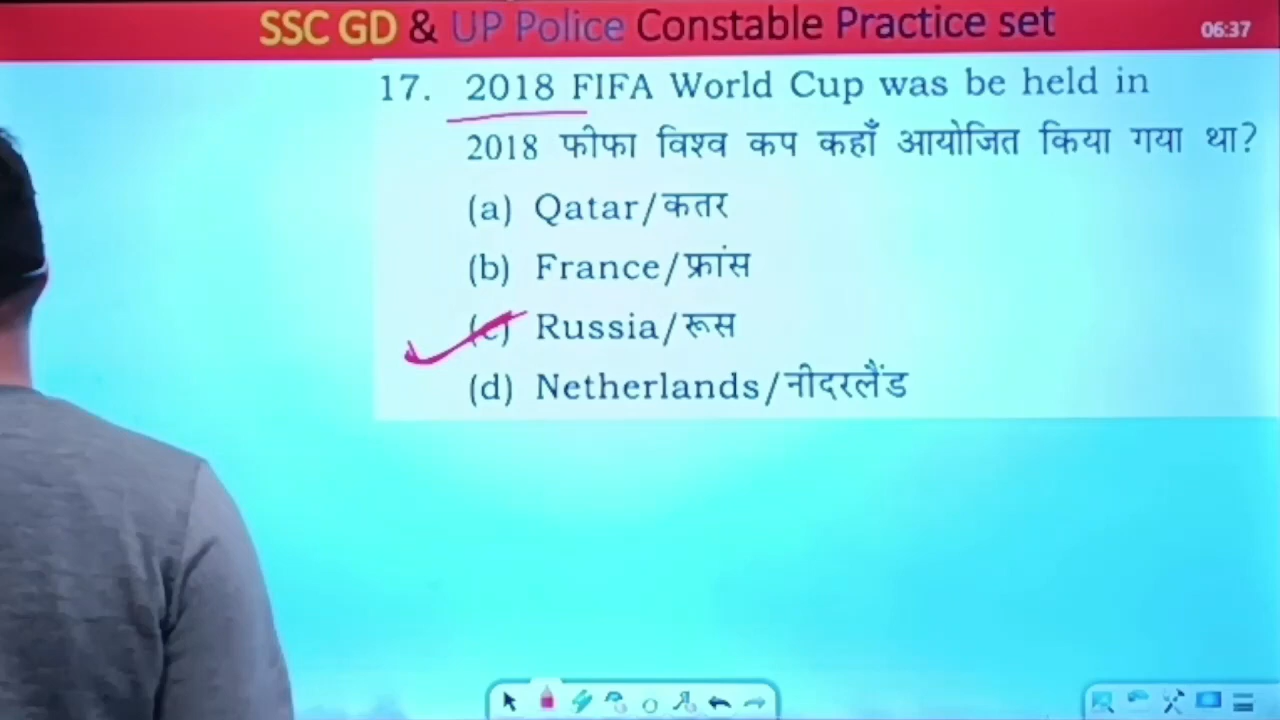 SSC GD & UP Police Constable Practice set
06:37
17. 2018 FIFA World Cup was be held in
2018 फीफा विश्व कप कहाँ आयोजित किया गया था?
(a) Qatar/कतर
(b) France/फ्रांस
(c) Russia/रूस
(d) Netherlands/नीदरलैंड